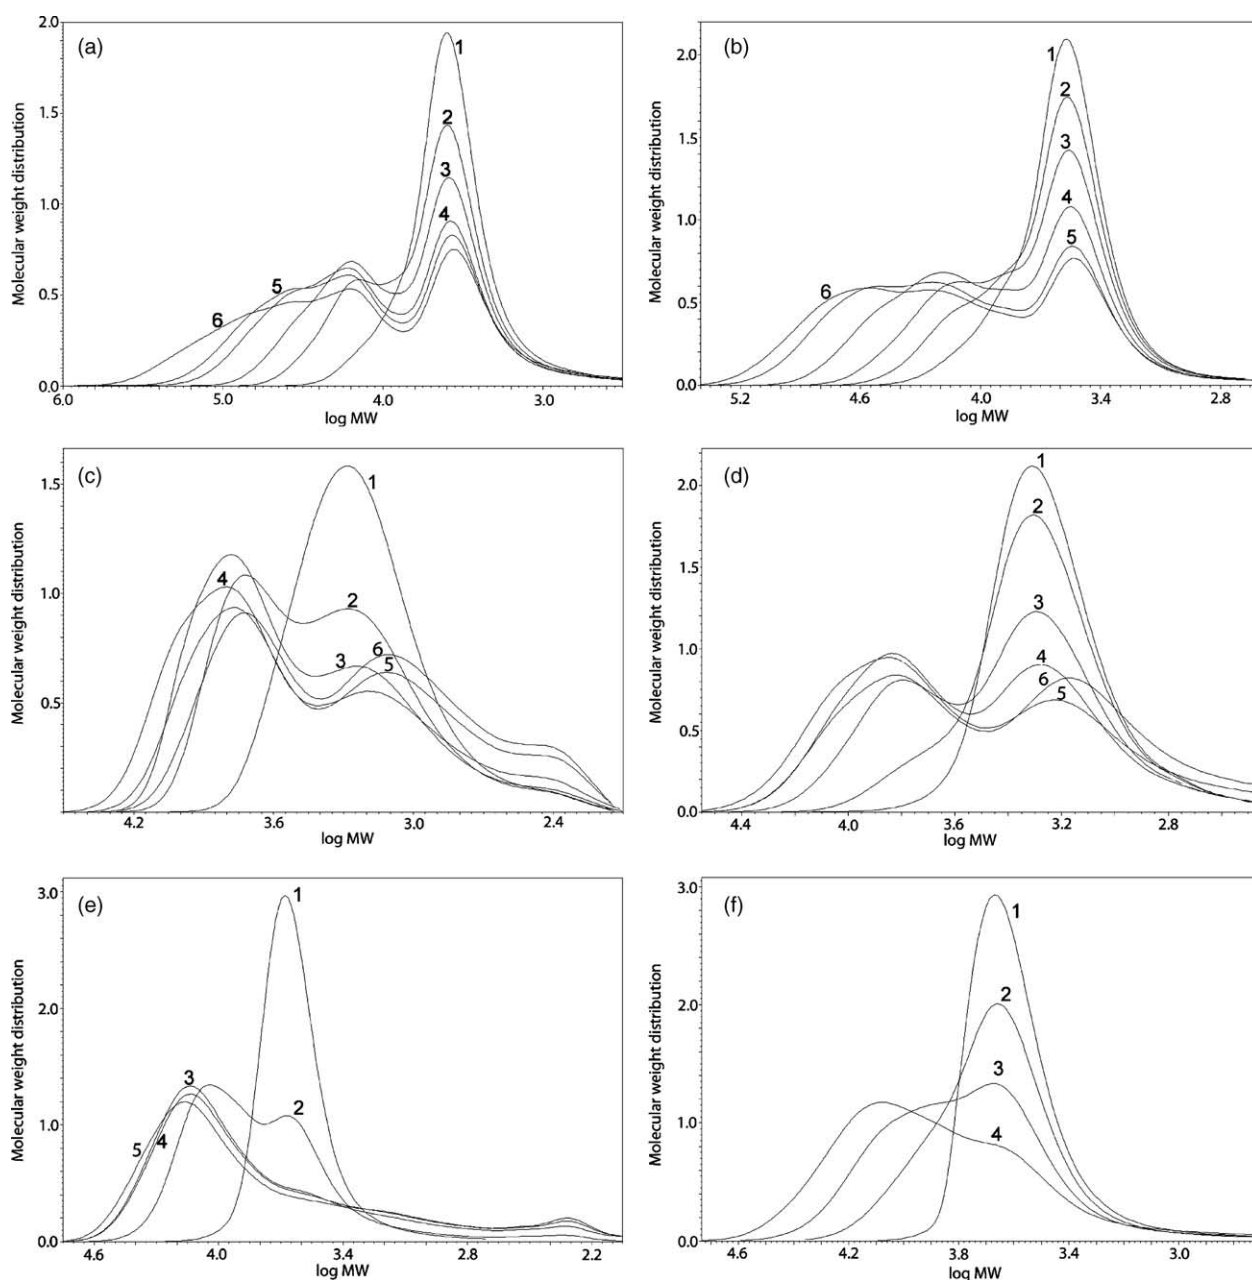 (a)
Molecular weight distribution
2.0
1.5
1.0
0.5
0.0
1
2
3
4
5
6
6.0 5.0 4.0 3.0
log MW
(b)
Molecular weight distribution
2.0
1.5
1.0
0.5
0.0
1
2
3
4
5
6
5.2 4.6 4.0 3.4 2.8
log MW
(c)
Molecular weight distribution
1.5
1.0
0.5
1
4
2
3
6
5
4.2 3.6 3.0 2.4
log MW
(d)
Molecular weight distribution
2.0
1.5
1.0
0.5
0.0
1
2
3
4
6
5
4.4 4.0 3.6 3.2 2.8
log MW
(e)
Molecular weight distribution
3.0
2.0
1.0
0.0
1
3
2
5
4
4.6 4.0 3.4 2.8 2.2
log MW
(f)
Molecular weight distribution
3.0
2.0
1.0
0.0
1
2
3
4
4.6 4.2 3.8 3.4 3.0
log MW